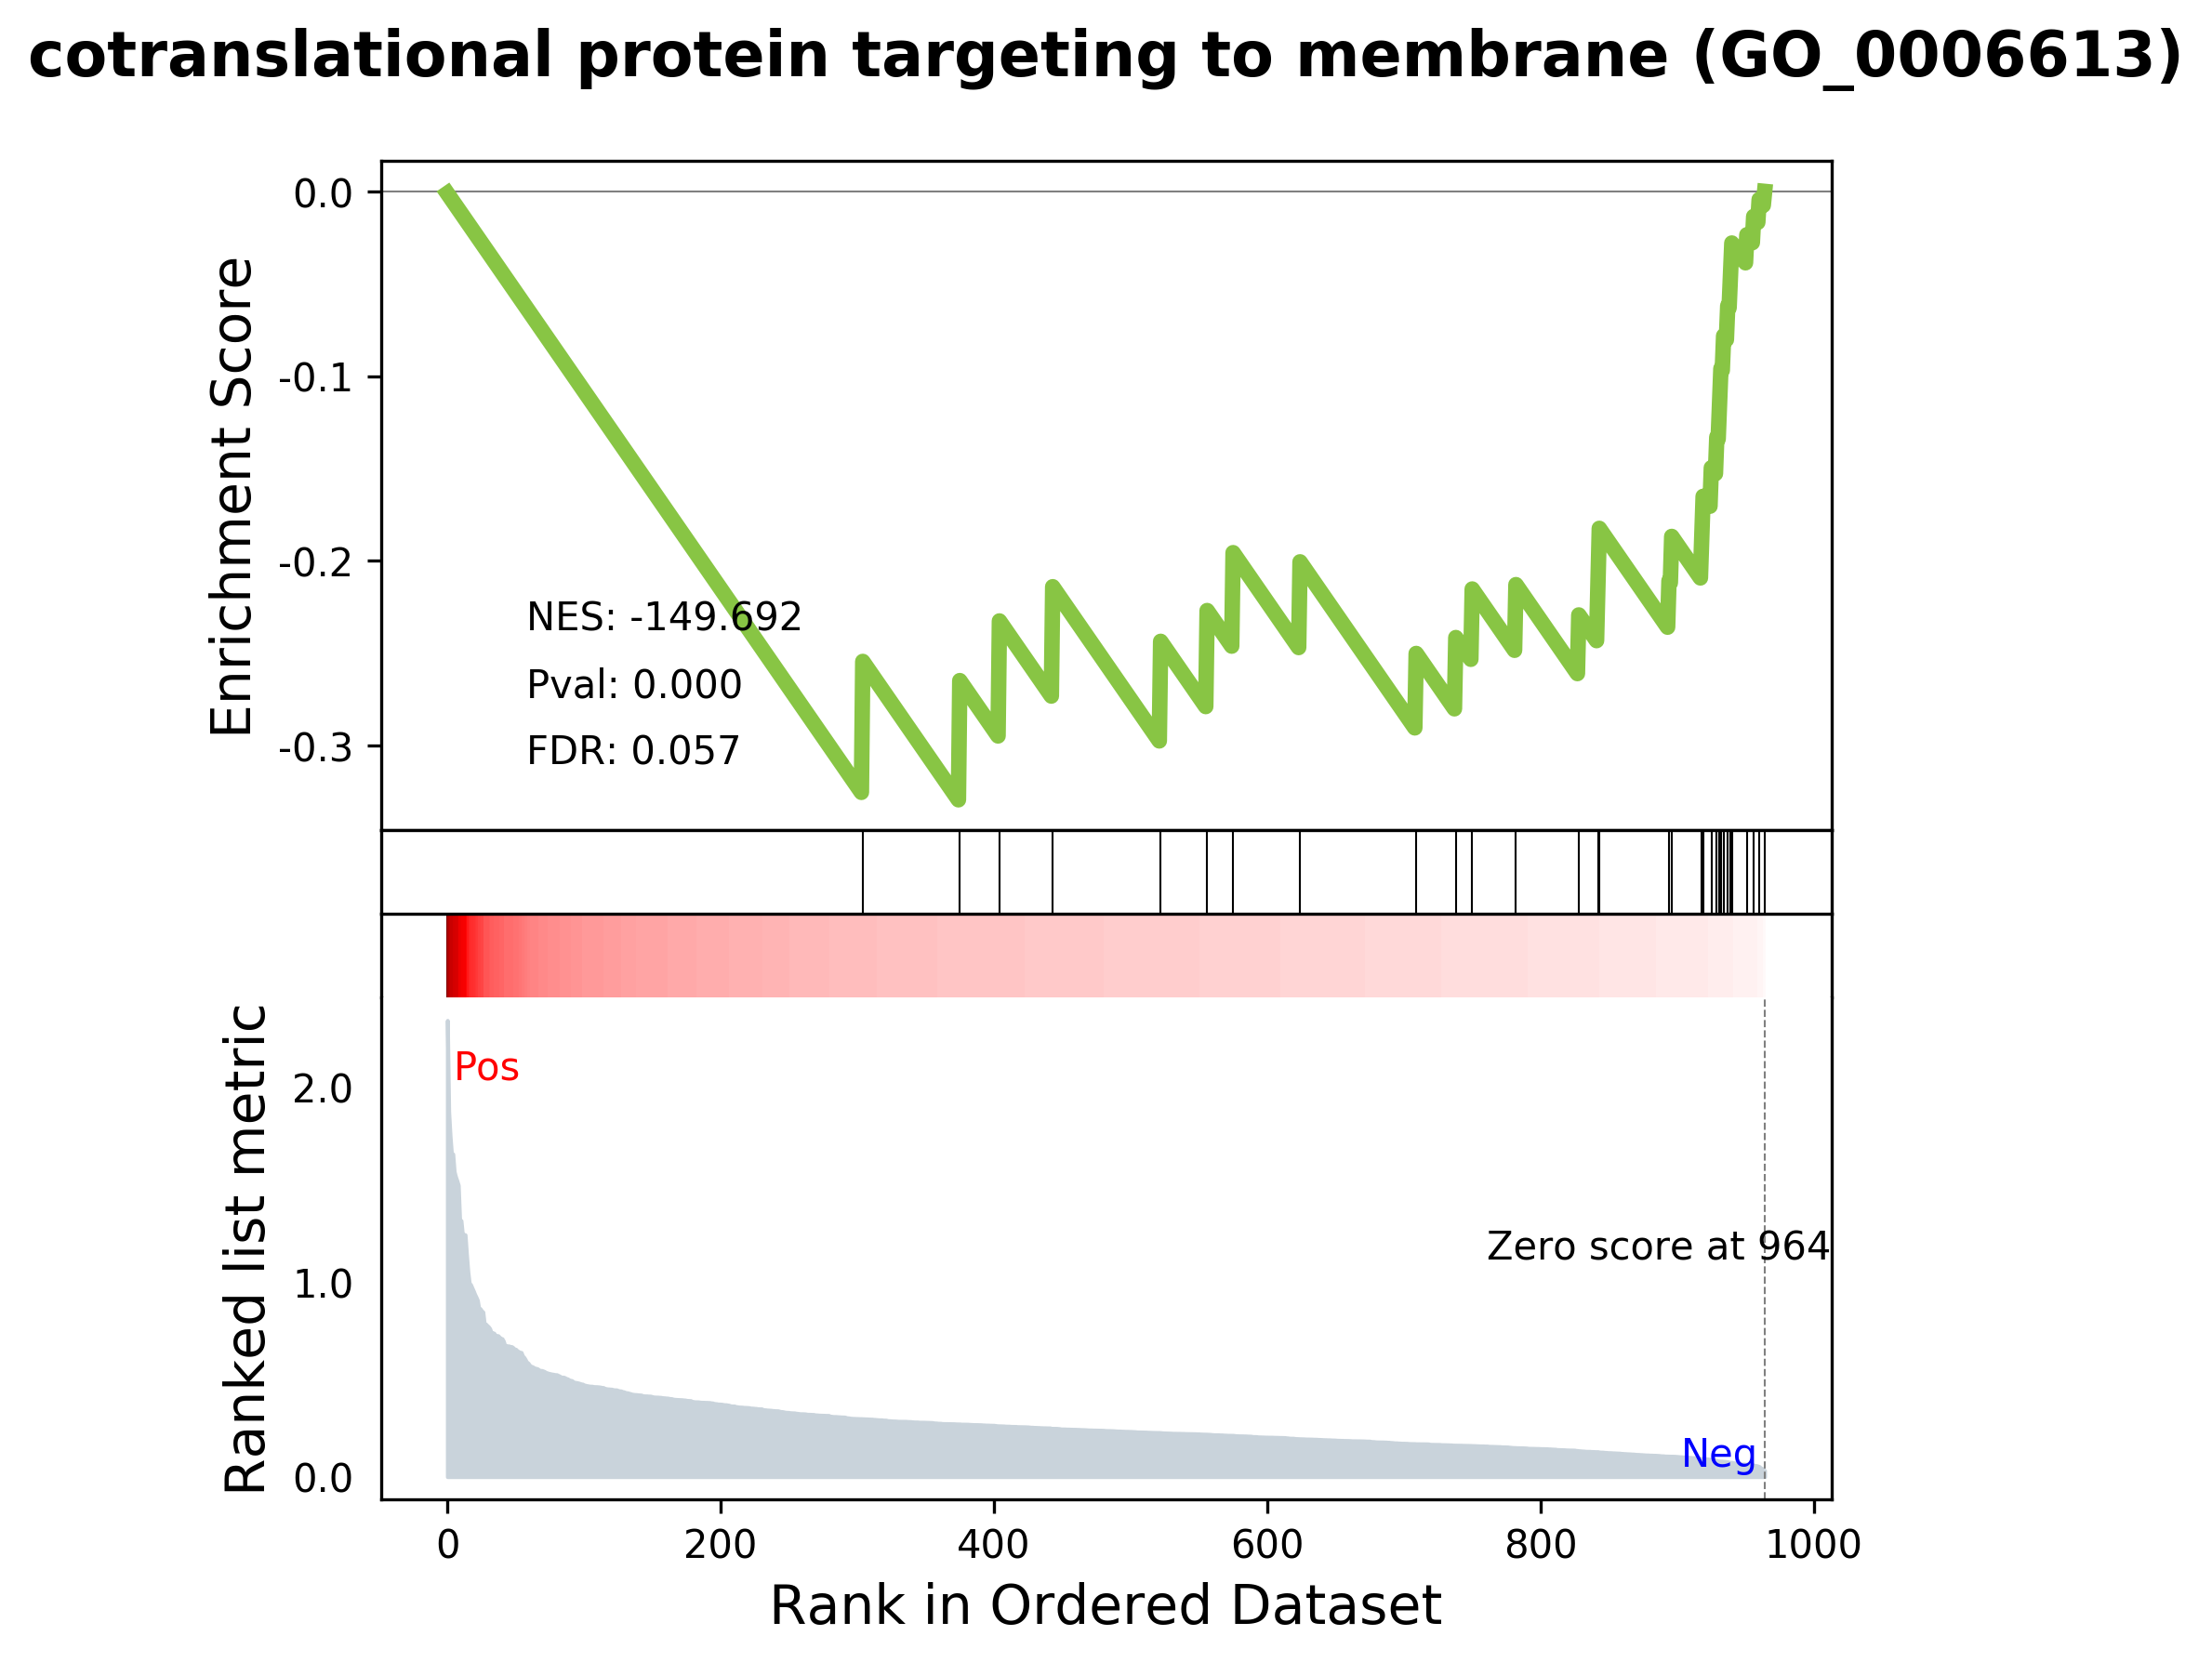 cotranslational protein targeting to membrane (GO_0006613)
Enrichment Score
0.0
-0.1
-0.2
-0.3
NES: -149.692
Pval: 0.000
FDR: 0.057
Ranked list metric
2.0
1.0
0.0
Pos
Zero score at 964
Neg
0 200 400 600 800 1000
Rank in Ordered Dataset